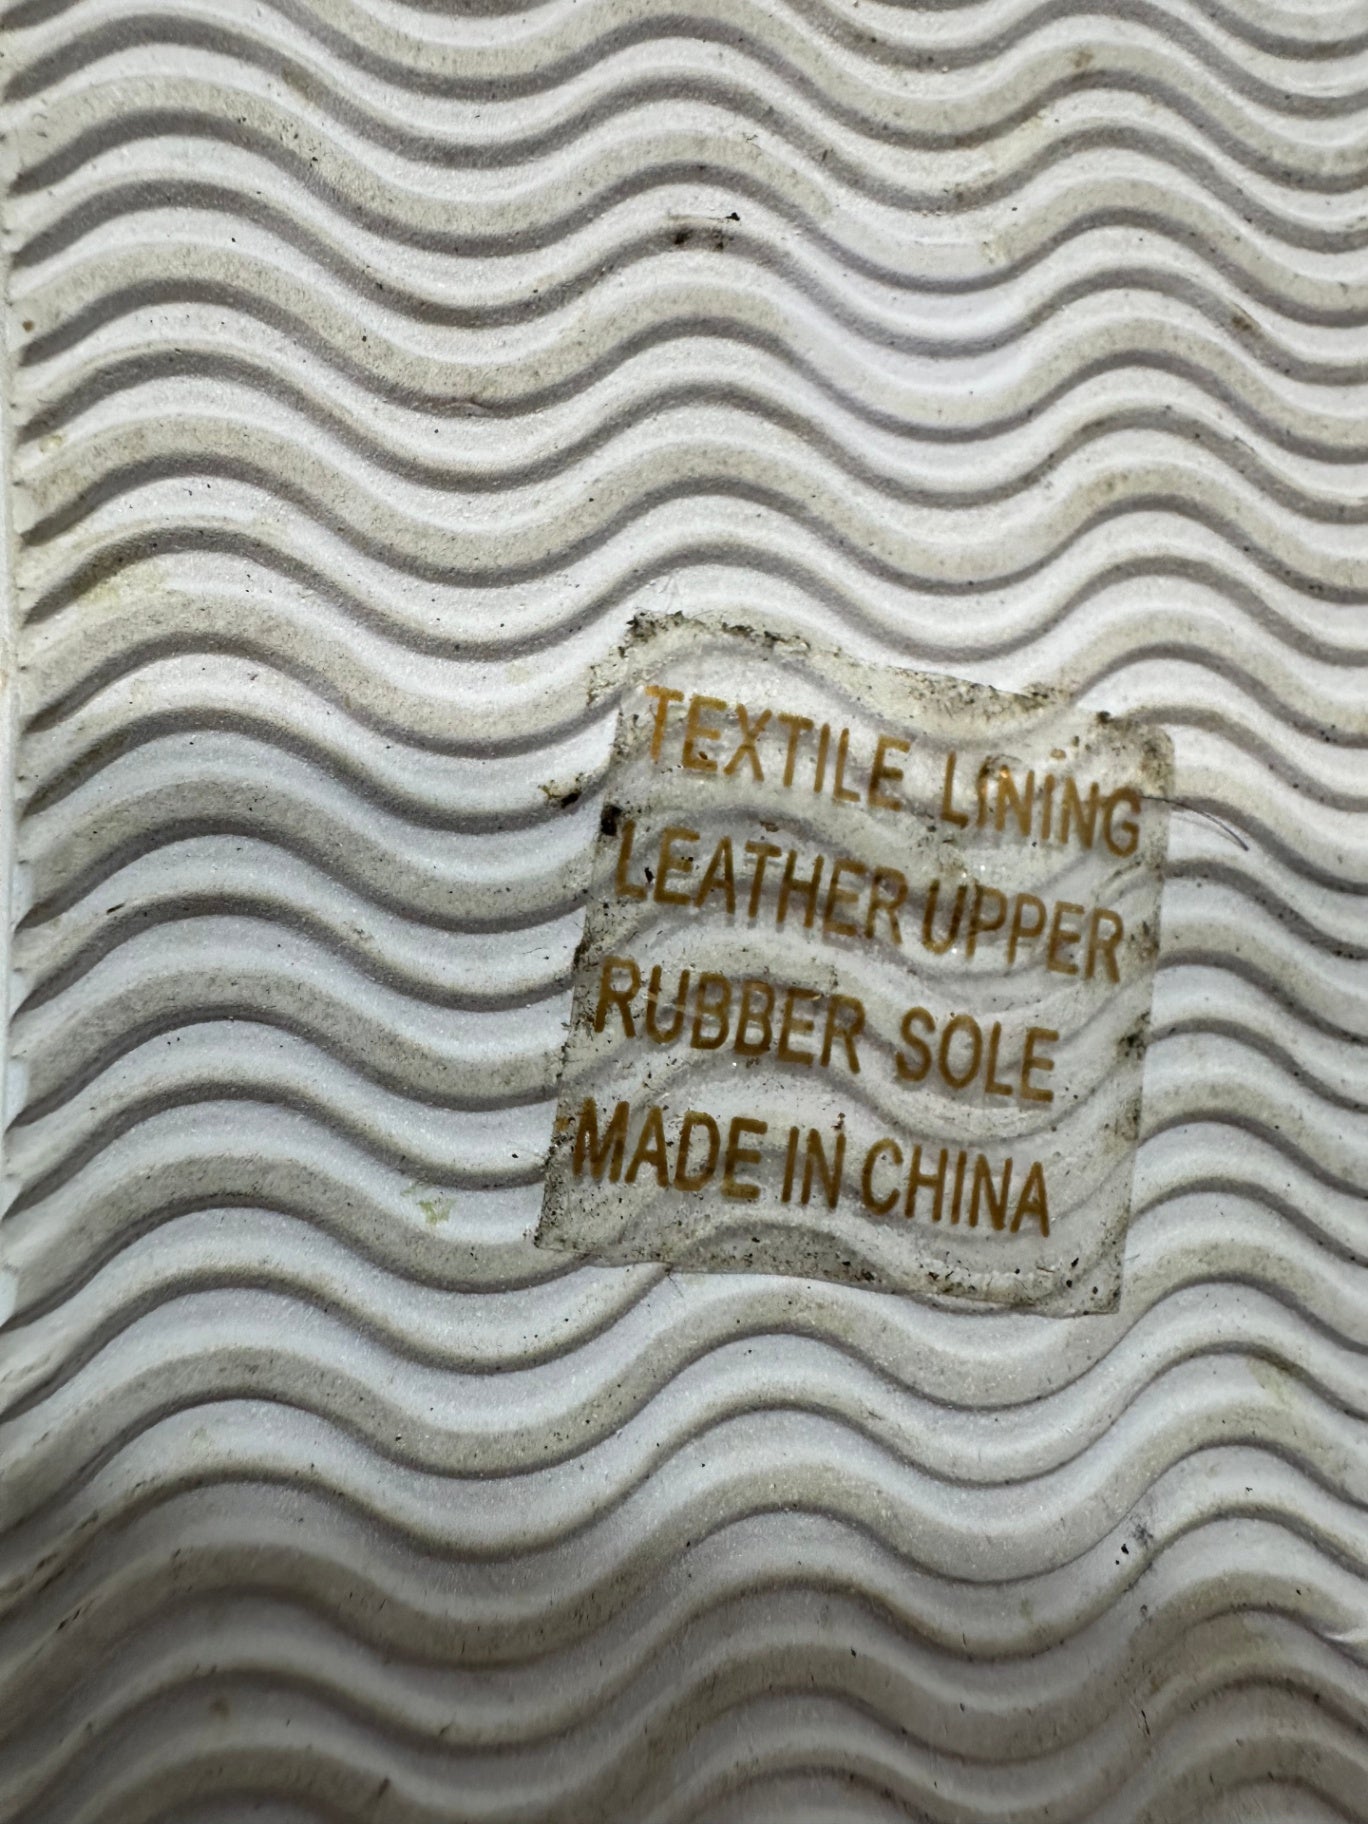 TEXTILE LINING
LEATHER UPPER
RUBBER SOLE
MADE IN CHINA